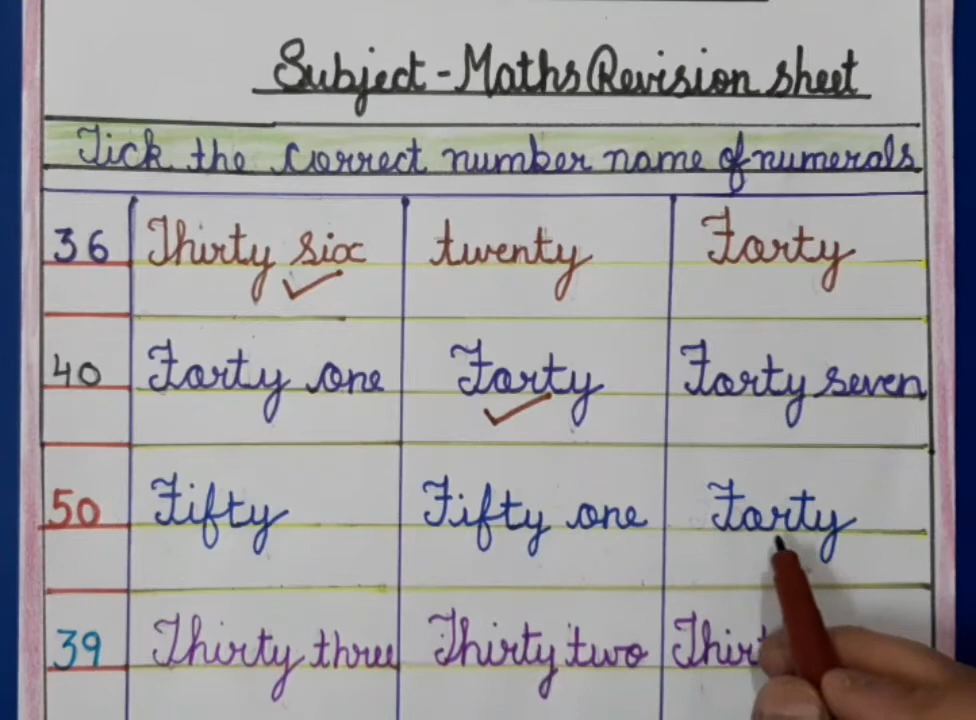 Subject - Maths Revision sheet
Tick the correct number name of numerals
36 Thirty six twenty Forty
40 Forty one Forty Forty seven
50 Fifty Fifty one Forty
39 Thirty three Thirty two